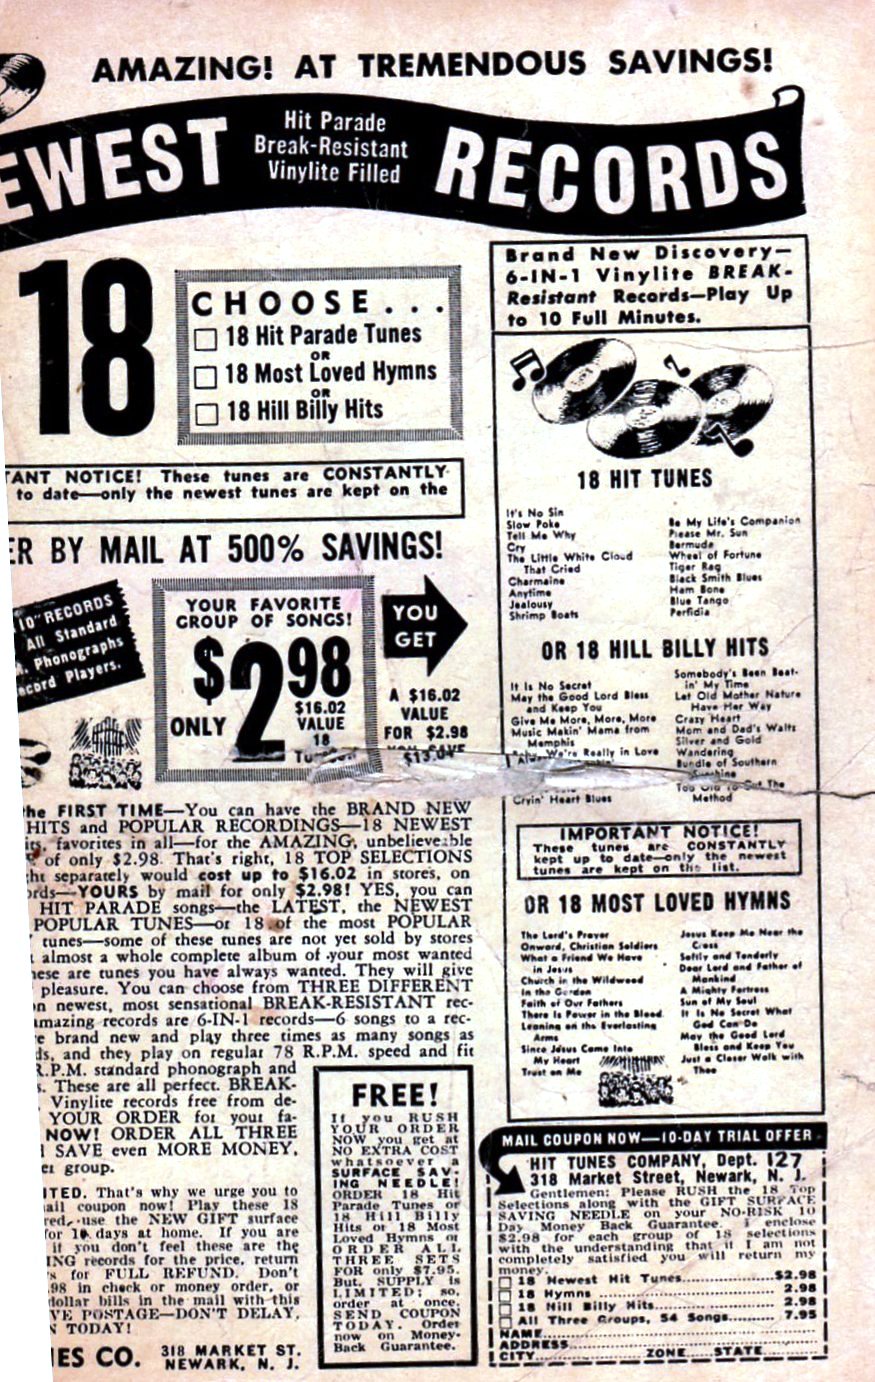 AMAZING! AT TREMENDOUS SAVINGS!
EWEST
Hit Parade
Break-Resistant
Vinylite Filled
RECORDS
18
CHOOSE...
18 Hit Parade Tunes
OR
18 Most Loved Hymns
OR
18 Hill Billy Hits
TANT NOTICE! These tunes are CONSTANTLY
to date—only the newest tunes are kept on the
ER BY MAIL AT 500% SAVINGS!
10" RECORDS
All Standard
. Phonographs
ecord Players.
YOUR FAVORITE
GROUP OF SONGS!
ONLY
$2.98
$16.02
VALUE
18
YOU
GET
A $16.02
VALUE
FOR $2.98
YOU SAVE
$13.04
he FIRST TIME—You can have the BRAND NEW
HITS and POPULAR RECORDINGS—18 NEWEST
its, favorites in all—for the AMAZING, unbelieveable
of only $2.98. That's right, 18 TOP SELECTIONS
ht separately would cost up to $16.02 in stores, on
ords—YOURS by mail for only $2.98! YES, you can
HIT PARADE songs—the LATEST, the NEWEST
POPULAR TUNES—or 18 of the most POPULAR
tunes—some of these tunes are not yet sold by stores
almost a whole complete album of your most wanted
hese are tunes you have always wanted. They will give
pleasure. You can choose from THREE DIFFERENT
n newest, most sensational BREAK-RESISTANT rec-
amazing records are 6-IN-1 records—6 songs to a rec-
e brand new and play three times as many songs as
ds, and they play on regular 78 R.P.M. speed and fit
R.P.M. standard phonograph and
s. These are all perfect. BREAK-
Vinylite records free from de-
YOUR ORDER for your fa-
NOW! ORDER ALL THREE
SAVE even MORE MONEY,
er group.
ITED. That's why we urge you to
ail coupon now! Play these 18
red, use the NEW GIFT surface
for 10 days at home. If you are
if you don't feel these are the
NG records for the price, return
s for FULL REFUND. Don't
.98 in check or money order, or
dollar bills in the mail with this
VE POSTAGE—DON'T DELAY,
N TODAY!
NES CO.
318 MARKET ST.
NEWARK, N. J.
FREE!
If you RUSH
YOUR ORDER
NOW you get at
NO EXTRA COST
whatsoever a
SURFACE SAV-
ING NEEDLE!
ORDER 18 Hit
Parade Tunes or
18 Hill Billy
Hits or 18 Most
Loved Hymns or
ORDER ALL
THREE SETS
FOR only $7.95.
But, SUPPLY is
LIMITED; so,
order at once.
SEND COUPON
TODAY. Order
now on Money-
Back Guarantee.
Brand New Discovery—
6-IN-1 Vinylite BREAK-
Resistant Records—Play Up
to 10 Full Minutes.
18 HIT TUNES
It's No Sin
Slow Poke
Tell Me Why
Cry
The Little White Cloud
That Cried
Charmaine
Anytime
Jealousy
Shrimp Boats
Be My Life's Companion
Please Mr. Sun
Bermuda
Wheel of Fortune
Tiger Rag
Black Smith Blues
Ham Bone
Blue Tango
Perfidia
OR 18 HILL BILLY HITS
It Is No Secret
May the Good Lord Bless
and Keep You
Give Me More, More, More
Music Makin' Mama from
Memphis
We're Really in Love
Cryin' Heart Blues
Somebody's Been Beat-
in' My Time
Let Old Mother Nature
Have Her Way
Crazy Heart
Mom and Dad's Waltz
Silver and Gold
Wandering
Bundle of Southern
Sunshine
Too Old To Cut The
Method
IMPORTANT NOTICE!
These tunes are CONSTANTLY
kept up to date—only the newest
tunes are kept on the list.
OR 18 MOST LOVED HYMNS
The Lord's Prayer
Onward, Christian Soldiers
What a Friend We Have
in Jesus
Church in the Wildwood
In the Garden
Faith of Our Fathers
There Is Power in the Blood
Leaning on the Everlasting
Arms
Since Jesus Came Into
My Heart
Trust on Me
Jesus Keep Me Near the
Cross
Softly and Tenderly
Dear Lord and Father of
Mankind
A Mighty Fortress
Sun of My Soul
It Is No Secret What
God Can Do
May the Good Lord
Bless and Keep You
Just a Closer Walk with
Thee
MAIL COUPON NOW—10-DAY TRIAL OFFER
HIT TUNES COMPANY, Dept. 127
318 Market Street, Newark, N. J.
Gentlemen: Please RUSH the 18 Top
Selections along with the GIFT SURFACE
SAVING NEEDLE on your NO-RISK 10
Day Money Back Guarantee. I enclose
$2.98 for each group of 18 selections
with the understanding that if I am not
completely satisfied you will return my
money.
18 Newest Hit Tunes............$2.98
18 Hymns ............ 2.98
18 Hill Billy Hits............ 2.98
All Three Groups, 54 Songs......... 7.95
NAME
ADDRESS
CITY ZONE STATE